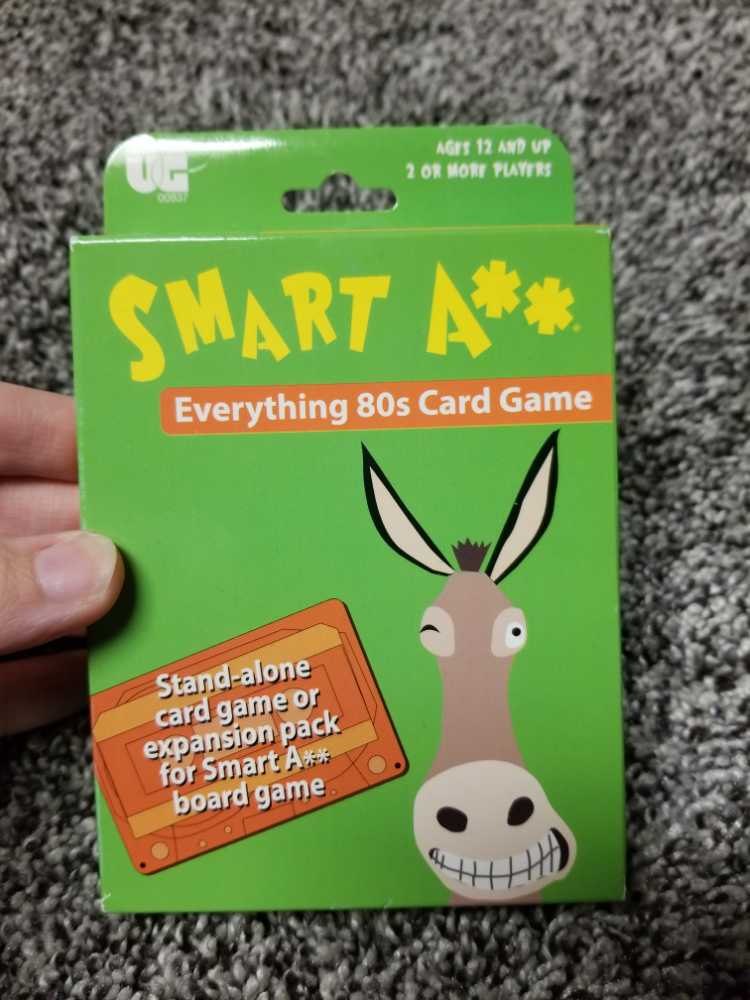 UG
00837
AGES 12 AND UP
2 OR MORE PLAYERS
SMART A**®
Everything 80s Card Game
Stand-alone
card game or
expansion pack
for Smart A**
board game